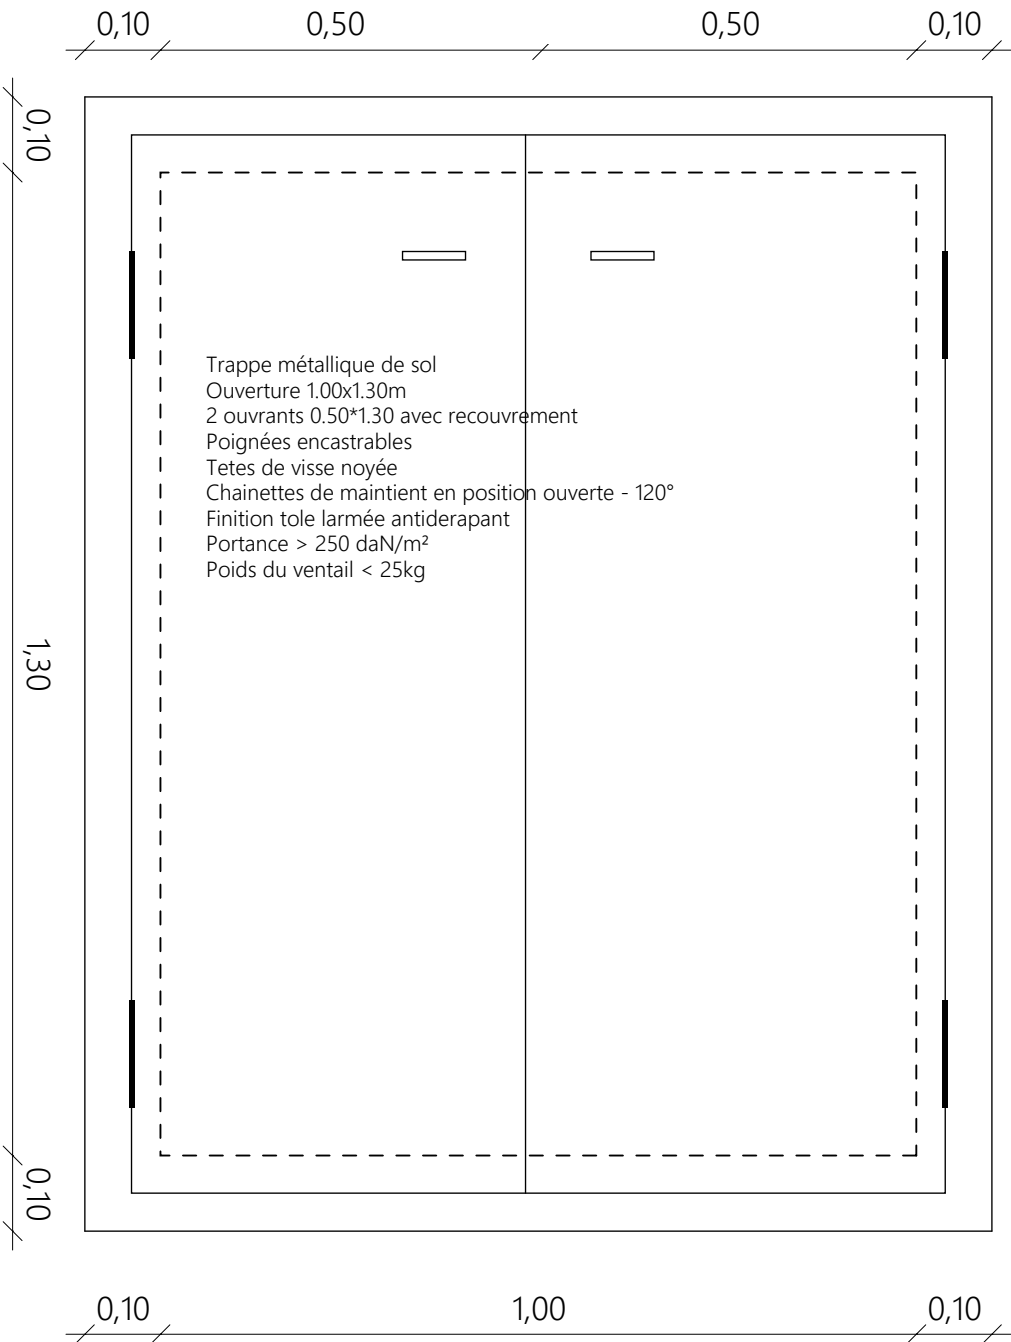 0,10 0,50 0,50 0,10
0,10
Trappe métallique de sol
Ouverture 1.00x1.30m
2 ouvrants 0.50*1.30 avec recouvrement
Poignées encastrables
Tetes de visse noyée
Chainettes de maintient en position ouverte - 120°
Finition tole larmée antiderapant
Portance > 250 daN/m²
Poids du ventail < 25kg
1,30
0,10
0,10 1,00 0,10